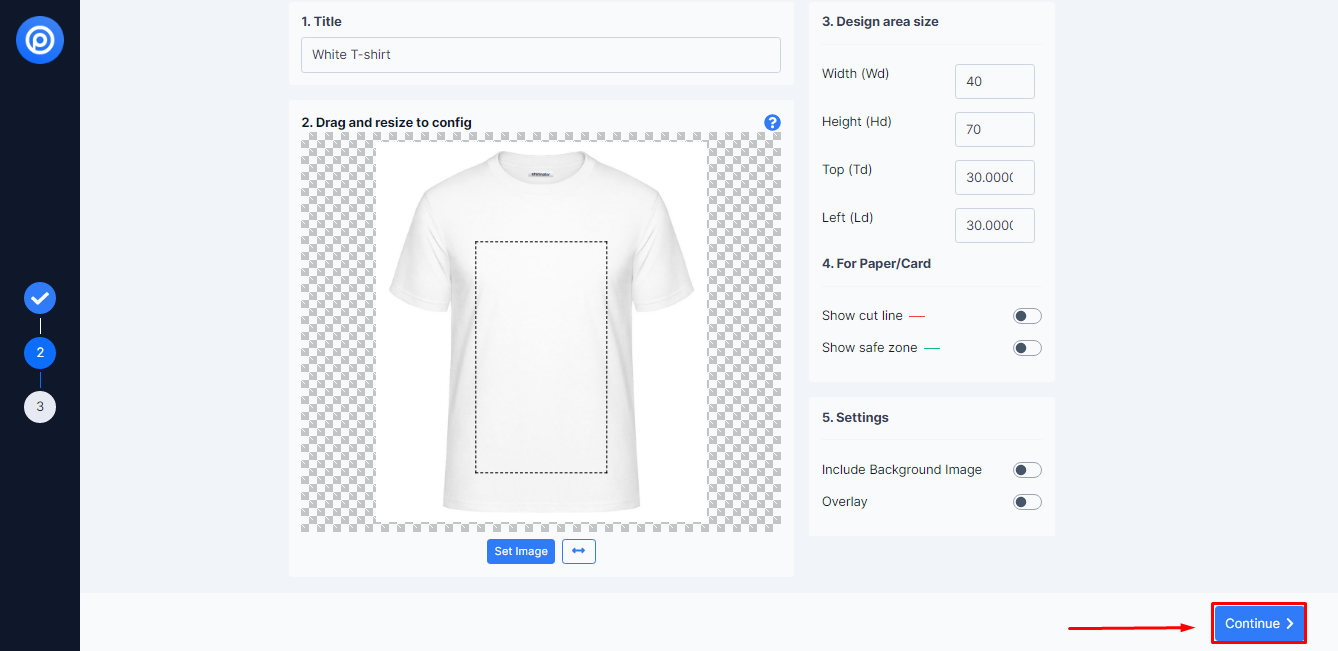 1. Title
White T-shirt
2. Drag and resize to config
?
Set Image
3. Design area size
Width (Wd)
40
Height (Hd)
70
Top (Td)
30.000
Left (Ld)
30.000
4. For Paper/Card
Show cut line
Show safe zone
5. Settings
Include Background Image
Overlay
2
3
Continue